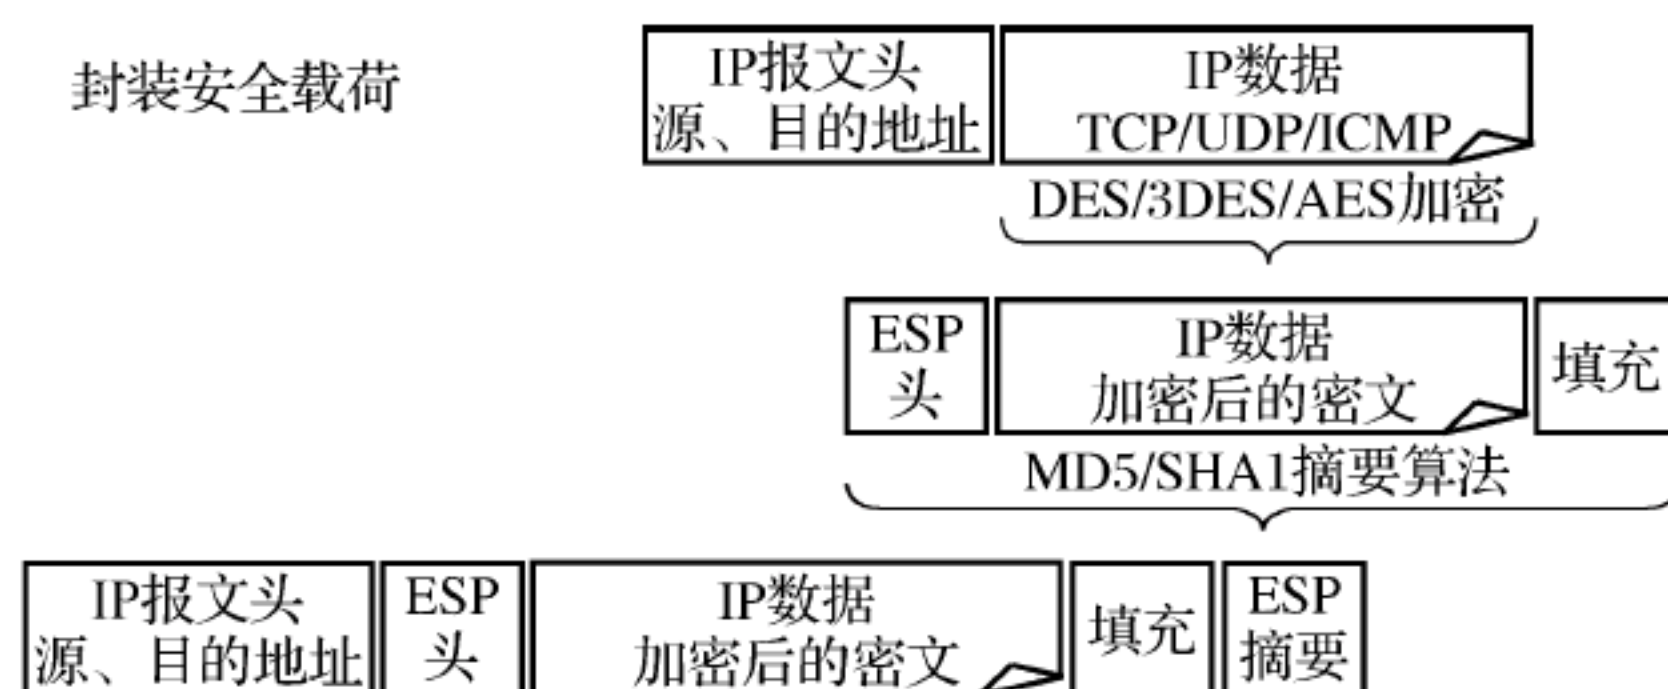 封装安全载荷
IP报文头
源、目的地址
IP数据
TCP/UDP/ICMP
DES/3DES/AES加密
ESP
头
IP数据
加密后的密文
填充
MD5/SHA1摘要算法
IP报文头
源、目的地址
ESP
头
IP数据
加密后的密文
填充
ESP
摘要